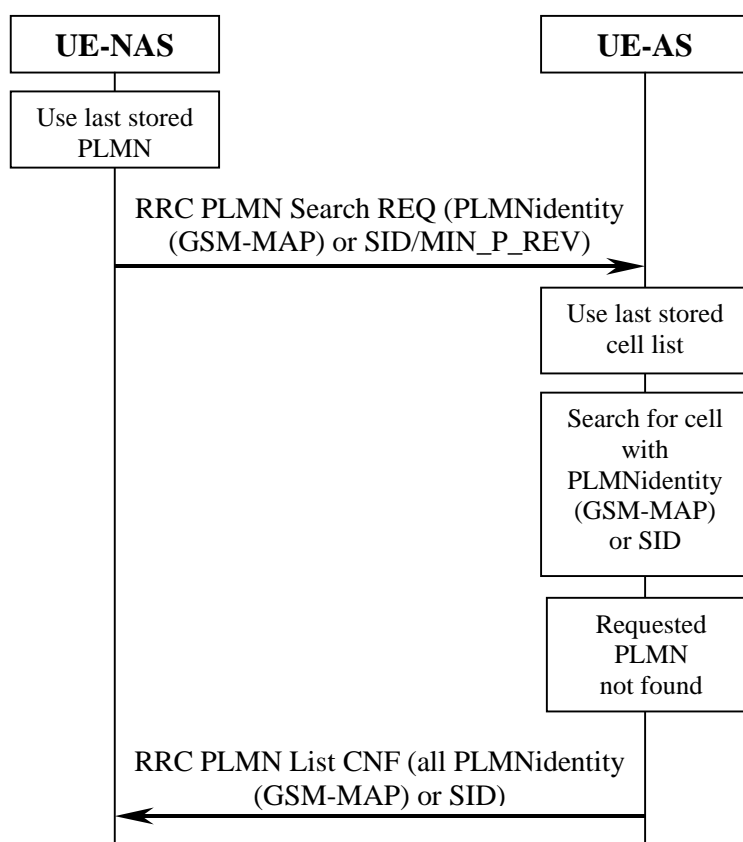 UE-NAS
UE-AS
Use last stored
PLMN
RRC PLMN Search REQ (PLMNidentity
(GSM-MAP) or SID/MIN_P_REV)
Use last stored
cell list
Search for cell
with
PLMNidentity
(GSM-MAP)
or SID
Requested
PLMN
not found
RRC PLMN List CNF (all PLMNidentity
(GSM-MAP) or SID)